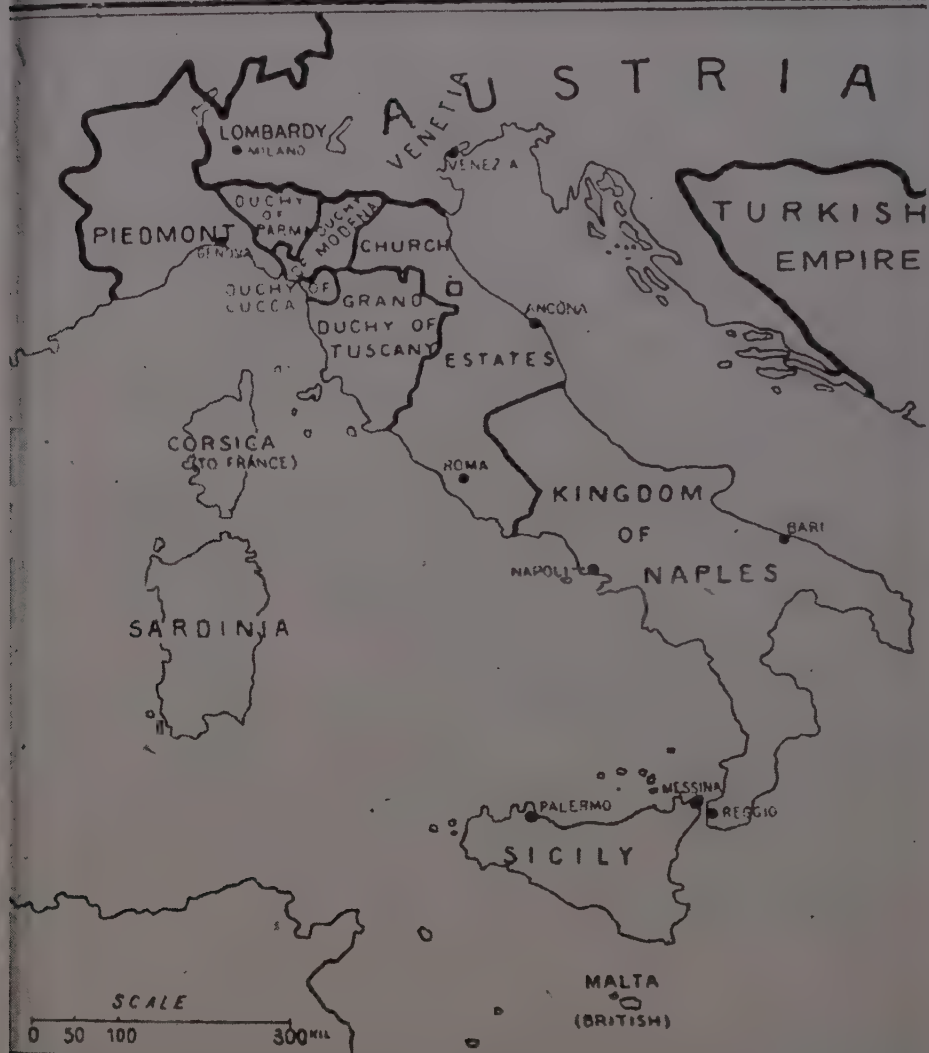 AUSTRIA
VENETIA
LOMBARDY
MILANO
VENEZIA
DUCHY
OF
PARMA
DUCHY
OF MODENA
PIEDMONT
GENOVA
CHURCH
TURKISH
EMPIRE
DUCHY OF
LUCCA
GRAND
DUCHY OF
TUSCANY
ANCONA
ESTATES
CORSICA
(TO FRANCE)
ROMA
KINGDOM
OF
NAPLES
BARI
NAPOLI
SARDINIA
MESSINA
PALERMO
REGGIO
SICILY
MALTA
(BRITISH)
SCALE
0 50 100 300 MIL